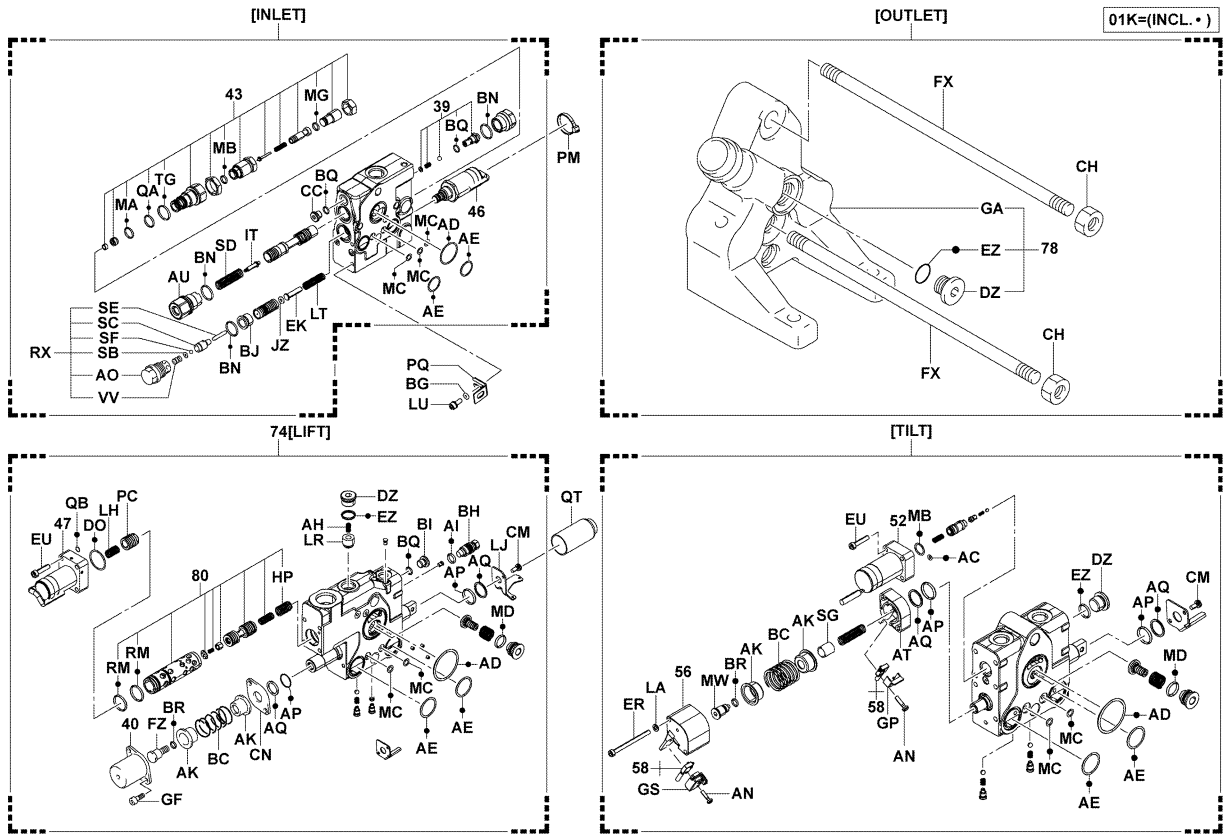 [INLET]
[OUTLET]
01K=(INCL.•)
43
MG
MB
TG
QA
MA
39
BQ
BN
PM
BQ
CC
46
MC
AD
AE
MC
MC
AE
IT
SD
BN
AU
LT
EK
JZ
BJ
BN
SE
SC
SF
RX
SB
AO
VV
PQ
BG
LU
FX
CH
GA
EZ
78
DZ
CH
FX
74[LIFT]
[TILT]
QB
PC
LH
47
DO
EU
80
HP
RM
RM
DZ
EZ
AH
LR
BQ
BI
AI
BH
LJ
CM
QT
AP
AQ
MD
AD
MC
MC
AE
AE
40
FZ
BR
AK
BC
AK
CN
AQ
AP
GF
EU
52
MB
AC
AP
AQ
AT
SG
AK
BC
AK
BR
MW
56
LA
ER
58
GP
AN
58
GS
AN
EZ
DZ
AP
AQ
CM
MD
AD
MC
MC
AE
AE